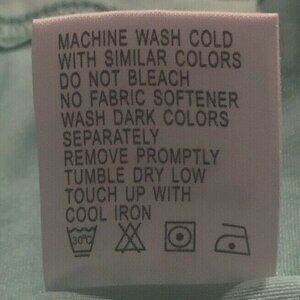 MACHINE WASH COLD
WITH SIMILAR COLORS
DO NOT BLEACH
NO FABRIC SOFTENER
WASH DARK COLORS
SEPARATELY
REMOVE PROMPTLY
TUMBLE DRY LOW
TOUCH UP WITH
COOL IRON
30°C